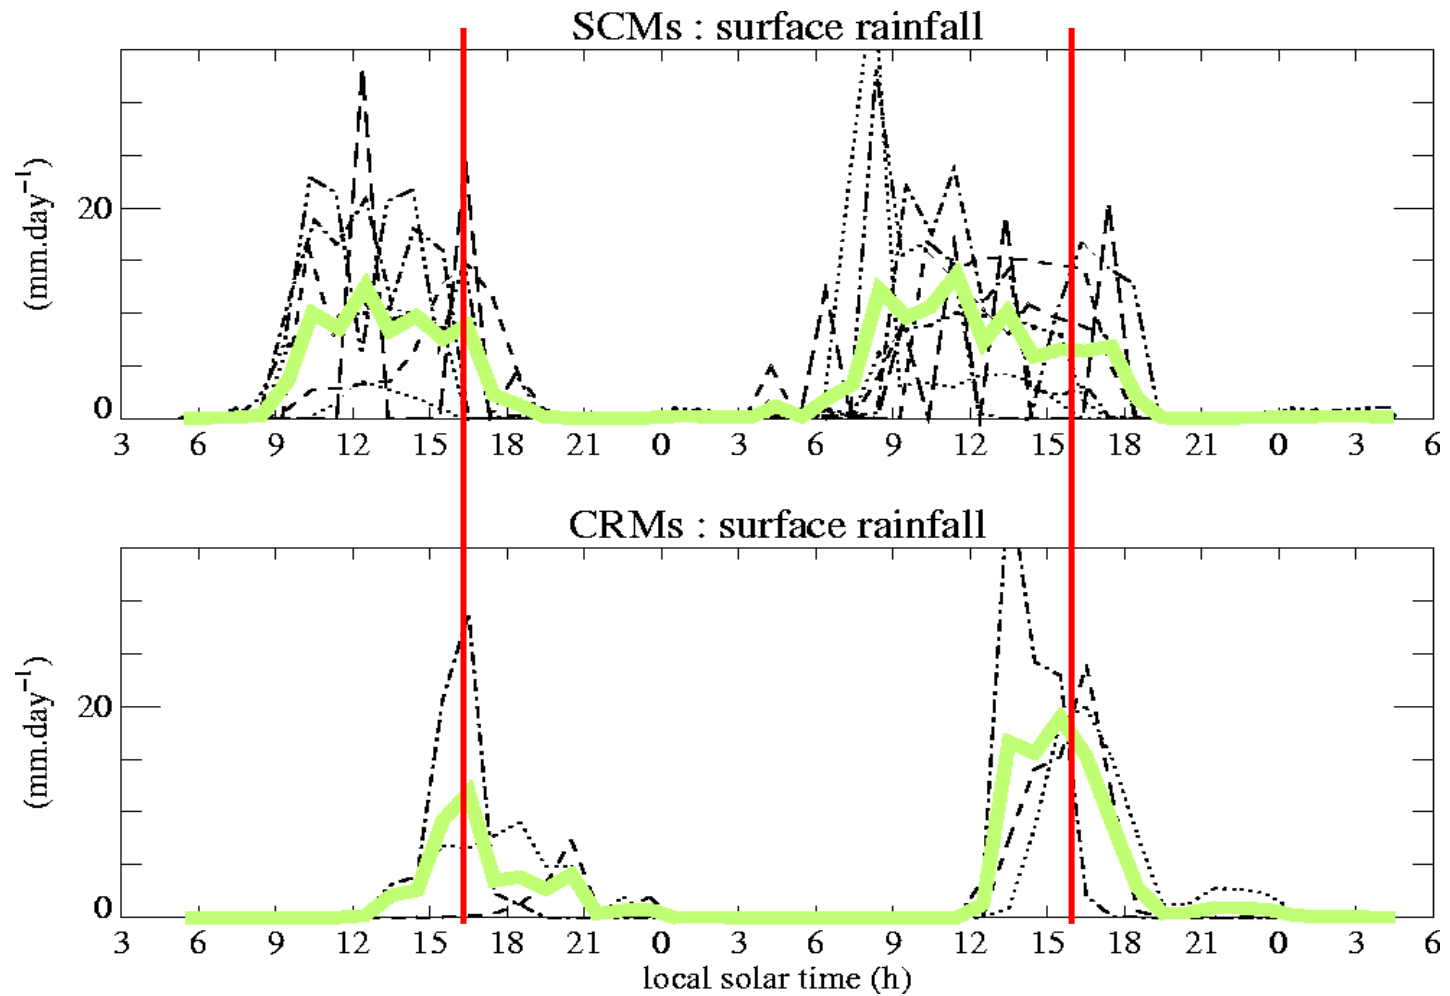 SCMs : surface rainfall
(mm.day⁻¹)
20
0
3 6 9 12 15 18 21 0 3 6 9 12 15 18 21 0 3 6
CRMs : surface rainfall
(mm.day⁻¹)
20
0
3 6 9 12 15 18 21 0 3 6 9 12 15 18 21 0 3 6
local solar time (h)